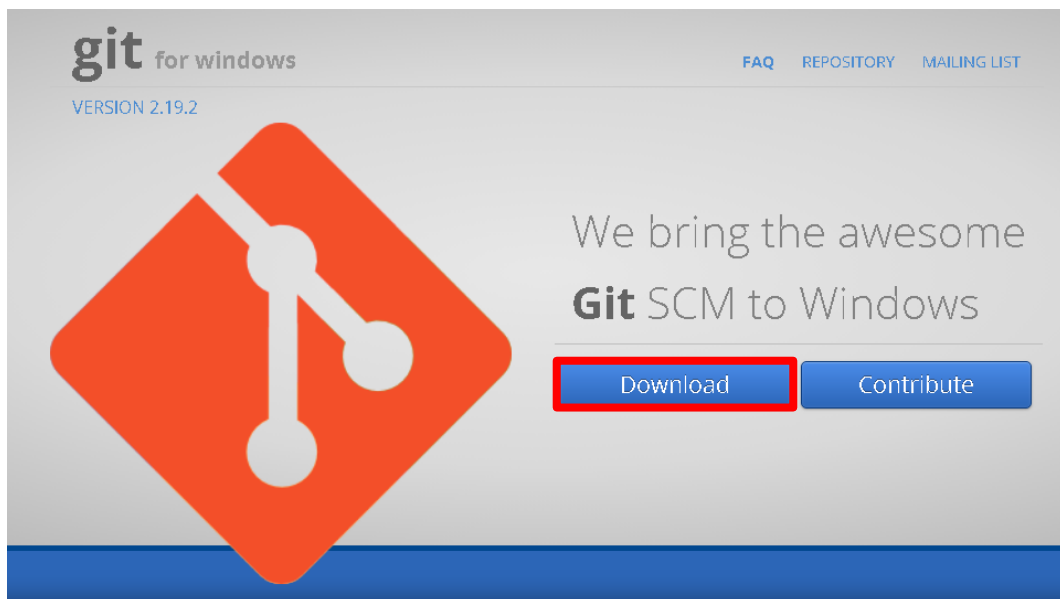 git for windows
FAQ REPOSITORY MAILING LIST
VERSION 2.19.2
We bring the awesome
Git SCM to Windows
Download Contribute